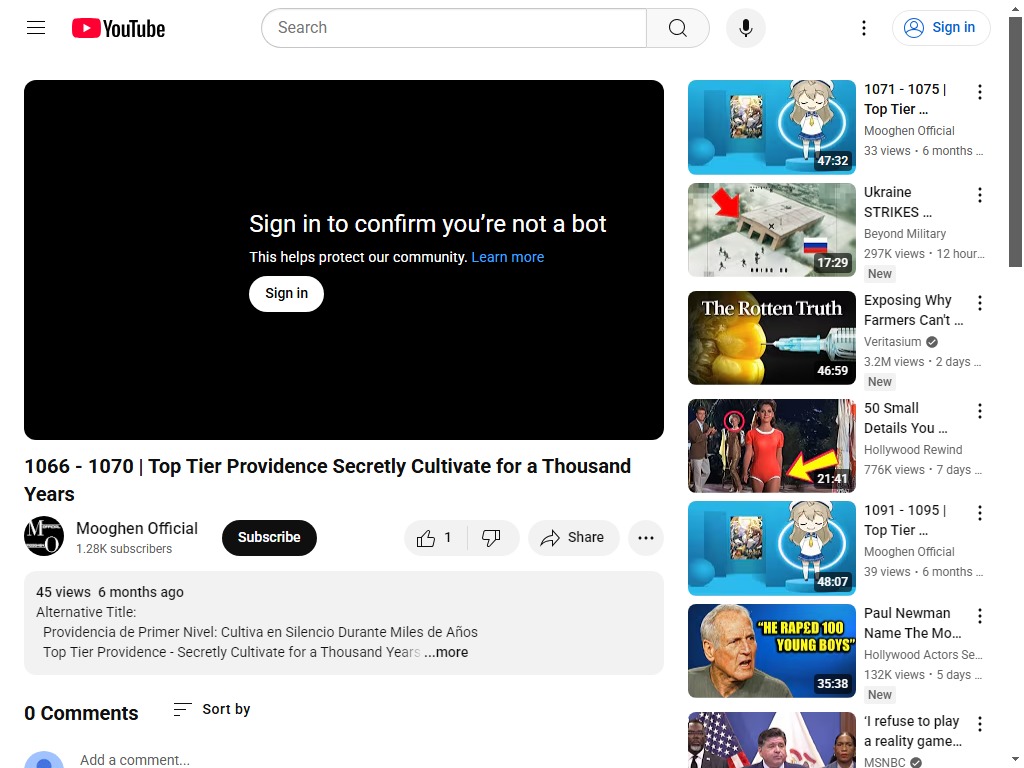 YouTube
Search
Sign in
Sign in to confirm you're not a bot
This helps protect our community. Learn more
Sign in
1066 - 1070 | Top Tier Providence Secretly Cultivate for a Thousand
Years
Mooghen Official
1.28K subscribers
Subscribe
1
Share
45 views 6 months ago
Alternative Title:
Providencia de Primer Nivel: Cultiva en Silencio Durante Miles de Años
Top Tier Providence - Secretly Cultivate for a Thousand Years ...more
0 Comments
Sort by
Add a comment...
47:32
1071 - 1075 |
Top Tier ...
Mooghen Official
33 views • 6 months ...
17:29
Ukraine
STRIKES ...
Beyond Military
297K views • 12 hour...
New
The Rotten Truth
46:59
Exposing Why
Farmers Can't ...
Veritasium
3.2M views • 2 days ...
New
21:41
50 Small
Details You ...
Hollywood Rewind
776K views • 7 days ...
48:07
1091 - 1095 |
Top Tier ...
Mooghen Official
39 views • 6 months ...
"HE RAP£D 100
YOUNG BOYS"
35:38
Paul Newman
Name The Mo...
Hollywood Actors Se...
132K views • 5 days ...
New
'I refuse to play
a reality game...
MSNBC